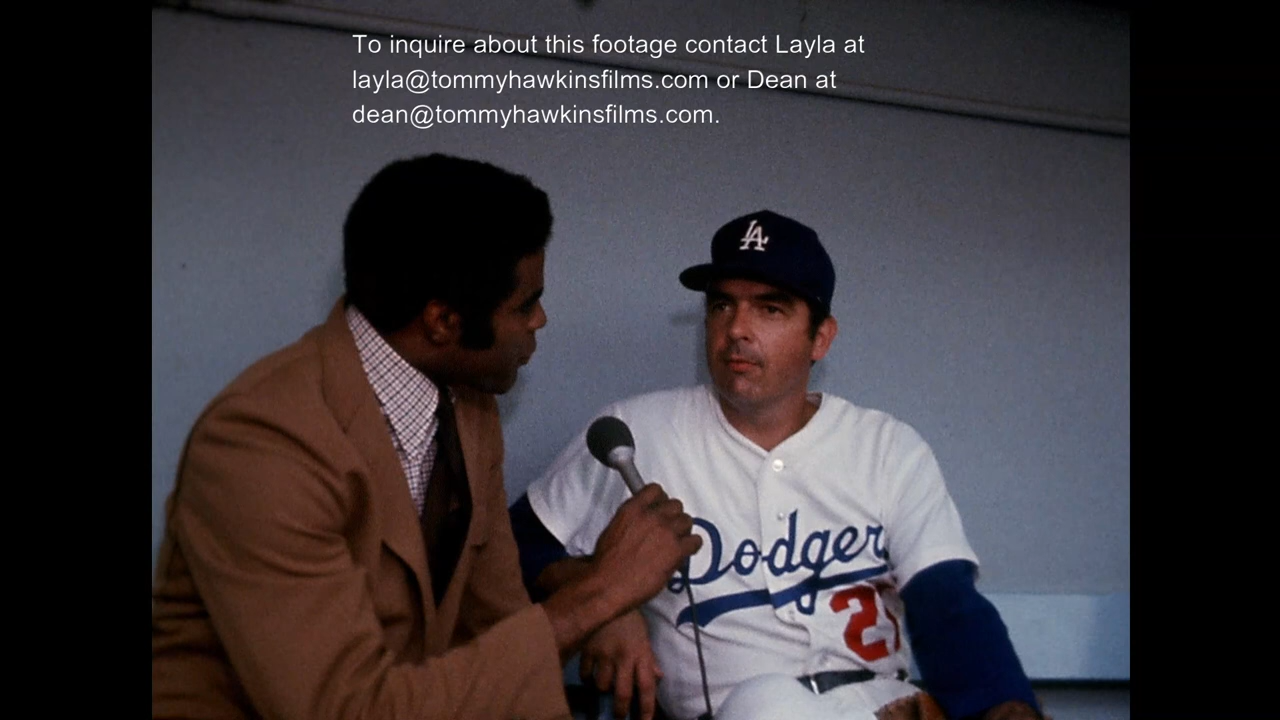 To inquire about this footage contact Layla at
layla@tommyhawkinsfilms.com or Dean at
dean@tommyhawkinsfilms.com.
LA
Dodgers